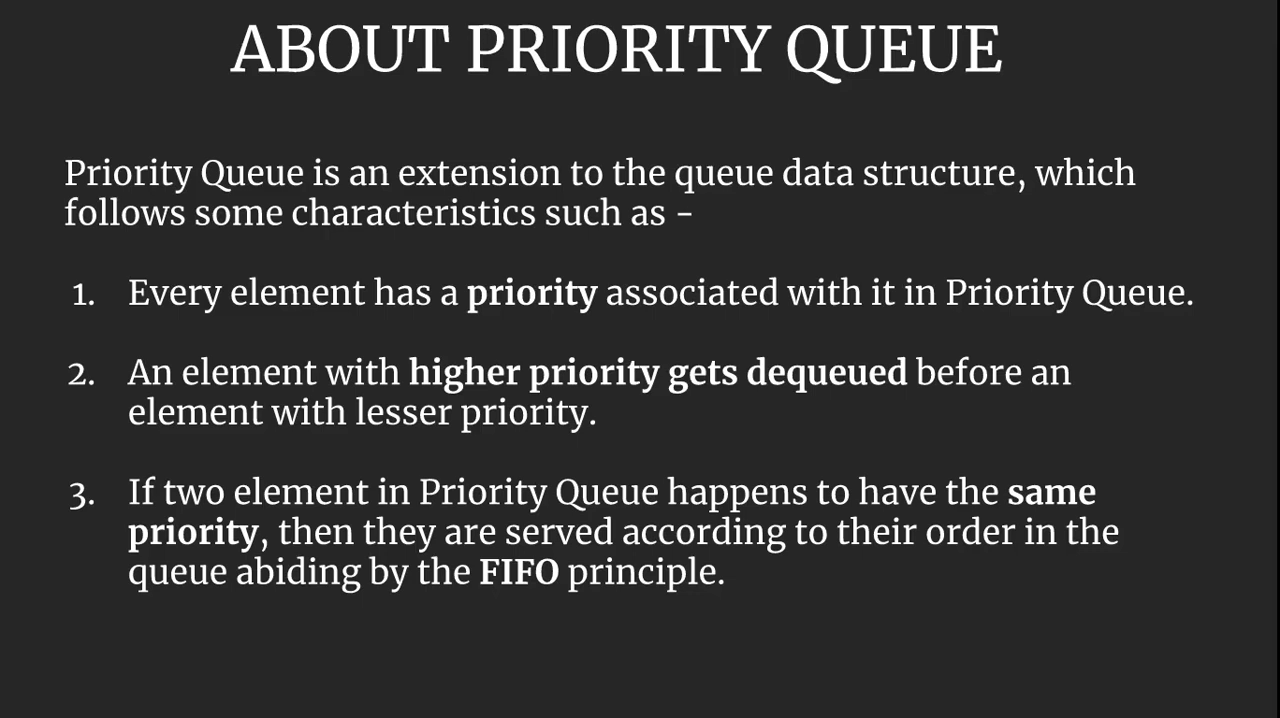 ABOUT PRIORITY QUEUE
Priority Queue is an extension to the queue data structure, which
follows some characteristics such as -
1. Every element has a priority associated with it in Priority Queue.
2. An element with higher priority gets dequeued before an
element with lesser priority.
3. If two element in Priority Queue happens to have the same
priority, then they are served according to their order in the
queue abiding by the FIFO principle.